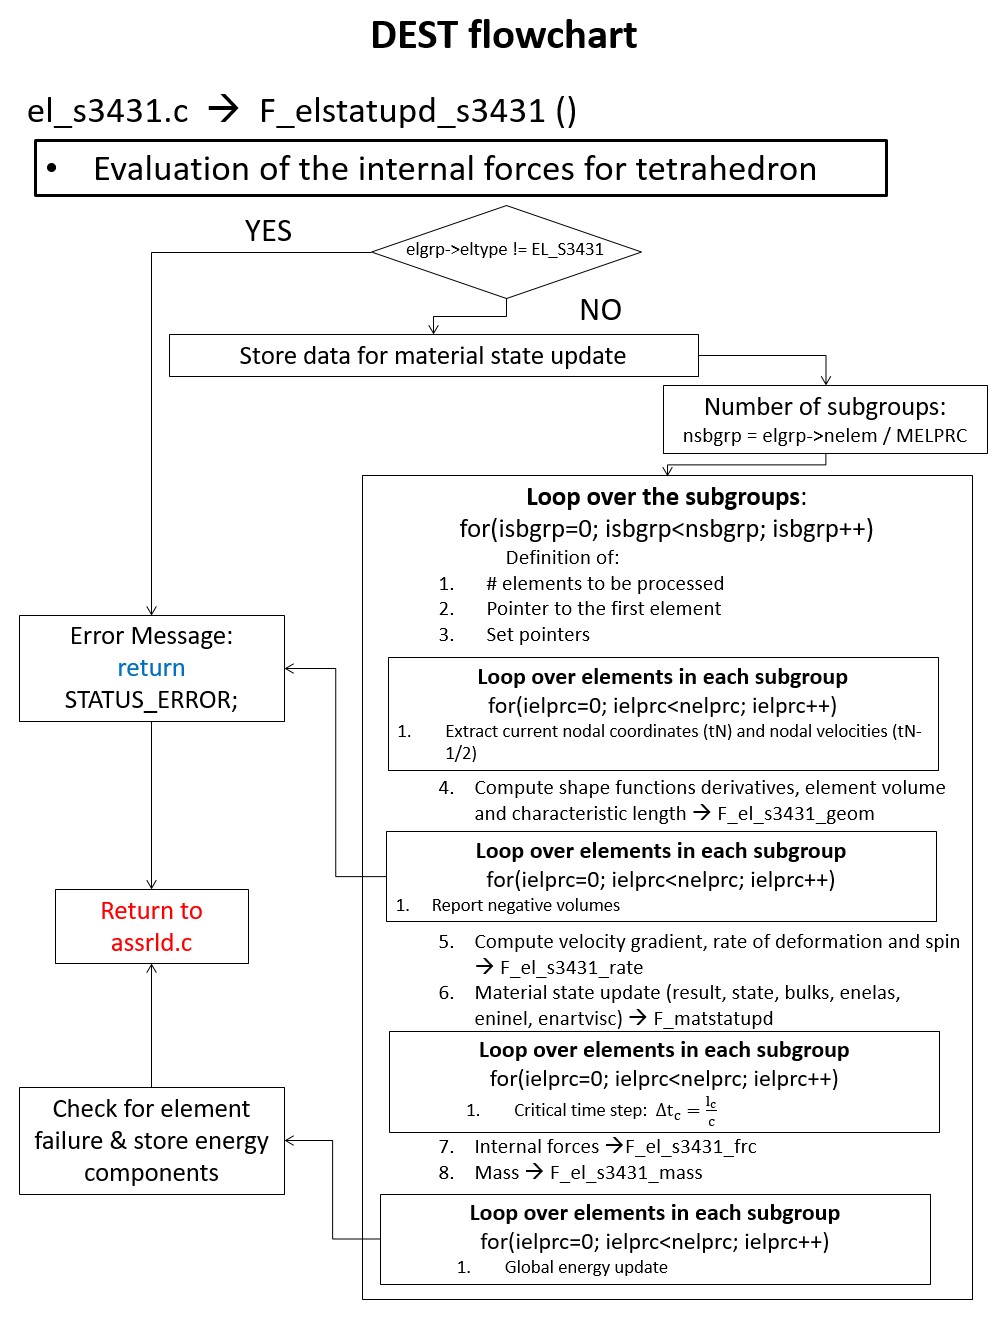 DEST flowchart
el_s3431.c → F_elstatupd_s3431 ()
• Evaluation of the internal forces for tetrahedron
YES
elgrp->eltype != EL_S3431
NO
Store data for material state update
Number of subgroups:
nsbgrp = elgrp->nelem / MELPRC
Loop over the subgroups:
for(isbgrp=0; isbgrp<nsbgrp; isbgrp++)
Definition of:
1. # elements to be processed
2. Pointer to the first element
3. Set pointers
Error Message:
return
STATUS_ERROR;
Loop over elements in each subgroup
for(ielprc=0; ielprc<nelprc; ielprc++)
1. Extract current nodal coordinates (tN) and nodal velocities (tN-
1/2)
4. Compute shape functions derivatives, element volume
and characteristic length → F_el_s3431_geom
Loop over elements in each subgroup
for(ielprc=0; ielprc<nelprc; ielprc++)
1. Report negative volumes
Return to
assrld.c
5. Compute velocity gradient, rate of deformation and spin
→ F_el_s3431_rate
6. Material state update (result, state, bulks, enelas,
eninel, enartvisc) → F_matstatupd
Loop over elements in each subgroup
for(ielprc=0; ielprc<nelprc; ielprc++)
1. Critical time step: Δt_c = l_c/c
Check for element
failure & store energy
components
7. Internal forces →F_el_s3431_frc
8. Mass → F_el_s3431_mass
Loop over elements in each subgroup
for(ielprc=0; ielprc<nelprc; ielprc++)
1. Global energy update